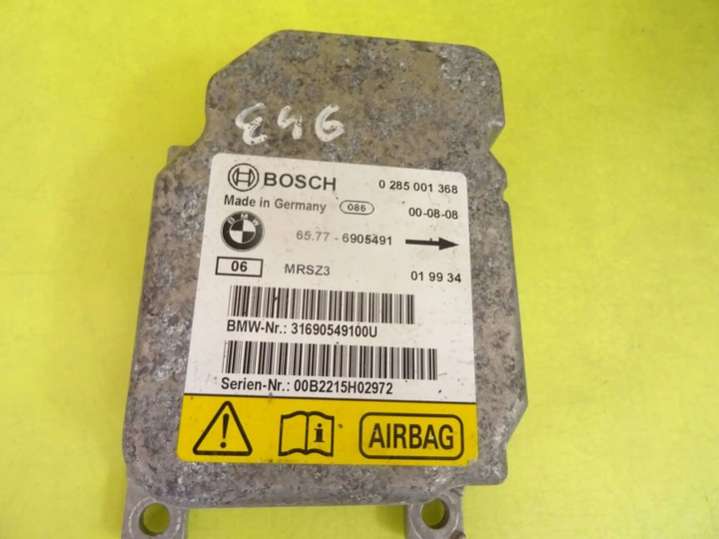 E46
BOSCH 0 285 001 368
Made in Germany 086 00-08-08
BMW 65.77 - 6905491
06 MRSZ3 01 99 34
BMW-Nr.: 31690549100U
Serien-Nr.: 00B2215H02972
i AIRBAG